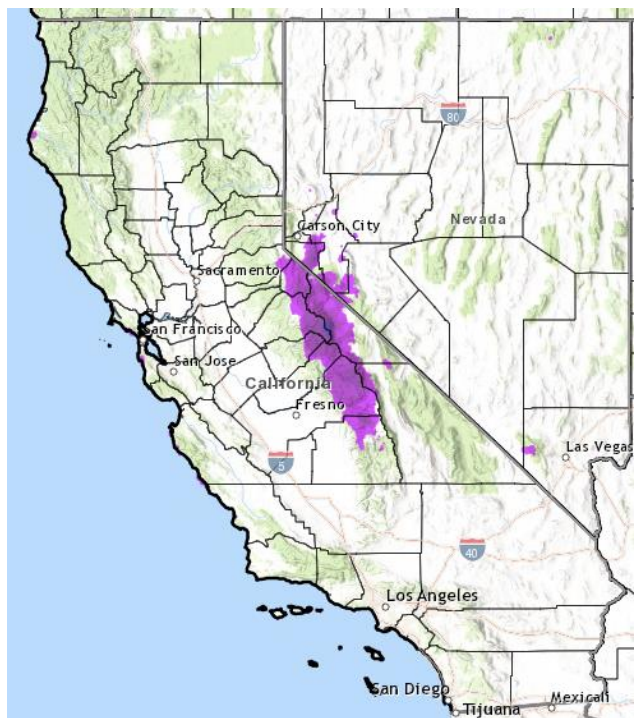 80
Carson City
Nevada
Sacramento
San Francisco
San Jose
California
Fresno
5
Las Vegas
40
Los Angeles
San Diego
Tijuana
Mexicali